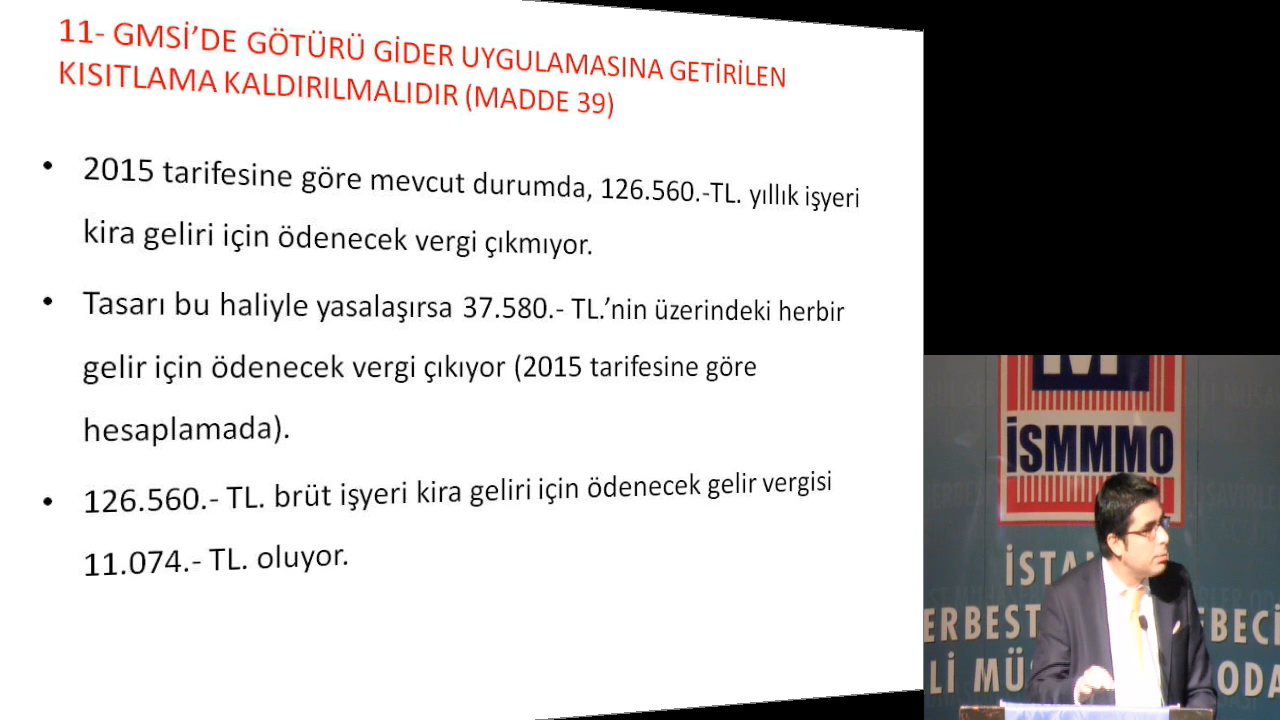 11- GMSİ’DE GÖTÜRÜ GİDER UYGULAMASINA GETİRİLEN
KISITLAMA KALDIRILMALIDIR (MADDE 39)
• 2015 tarifesine göre mevcut durumda, 126.560.-TL. yıllık işyeri
kira geliri için ödenecek vergi çıkmıyor.
• Tasarı bu haliyle yasalaşırsa 37.580.- TL.’nin üzerindeki herbir
gelir için ödenecek vergi çıkıyor (2015 tarifesine göre
hesaplamada).
• 126.560.- TL. brüt işyeri kira geliri için ödenecek gelir vergisi
11.074.- TL. oluyor.
M
İSMMMO
İSTA
ERBEST EBECİ
Lİ MÜ ODA